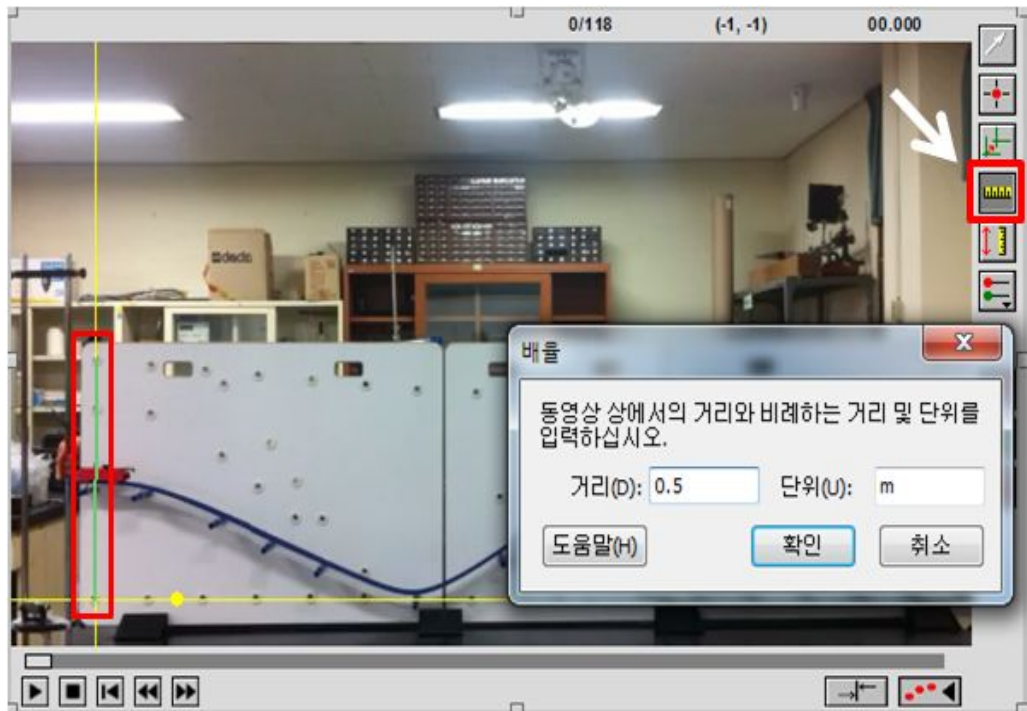 0/118 (-1, -1) 00.000
dada
배율
X
동영상 상에서의 거리와 비례하는 거리 및 단위를
입력하십시오.
거리(D): 0.5 단위(U): m
도움말(H) 확인 취소